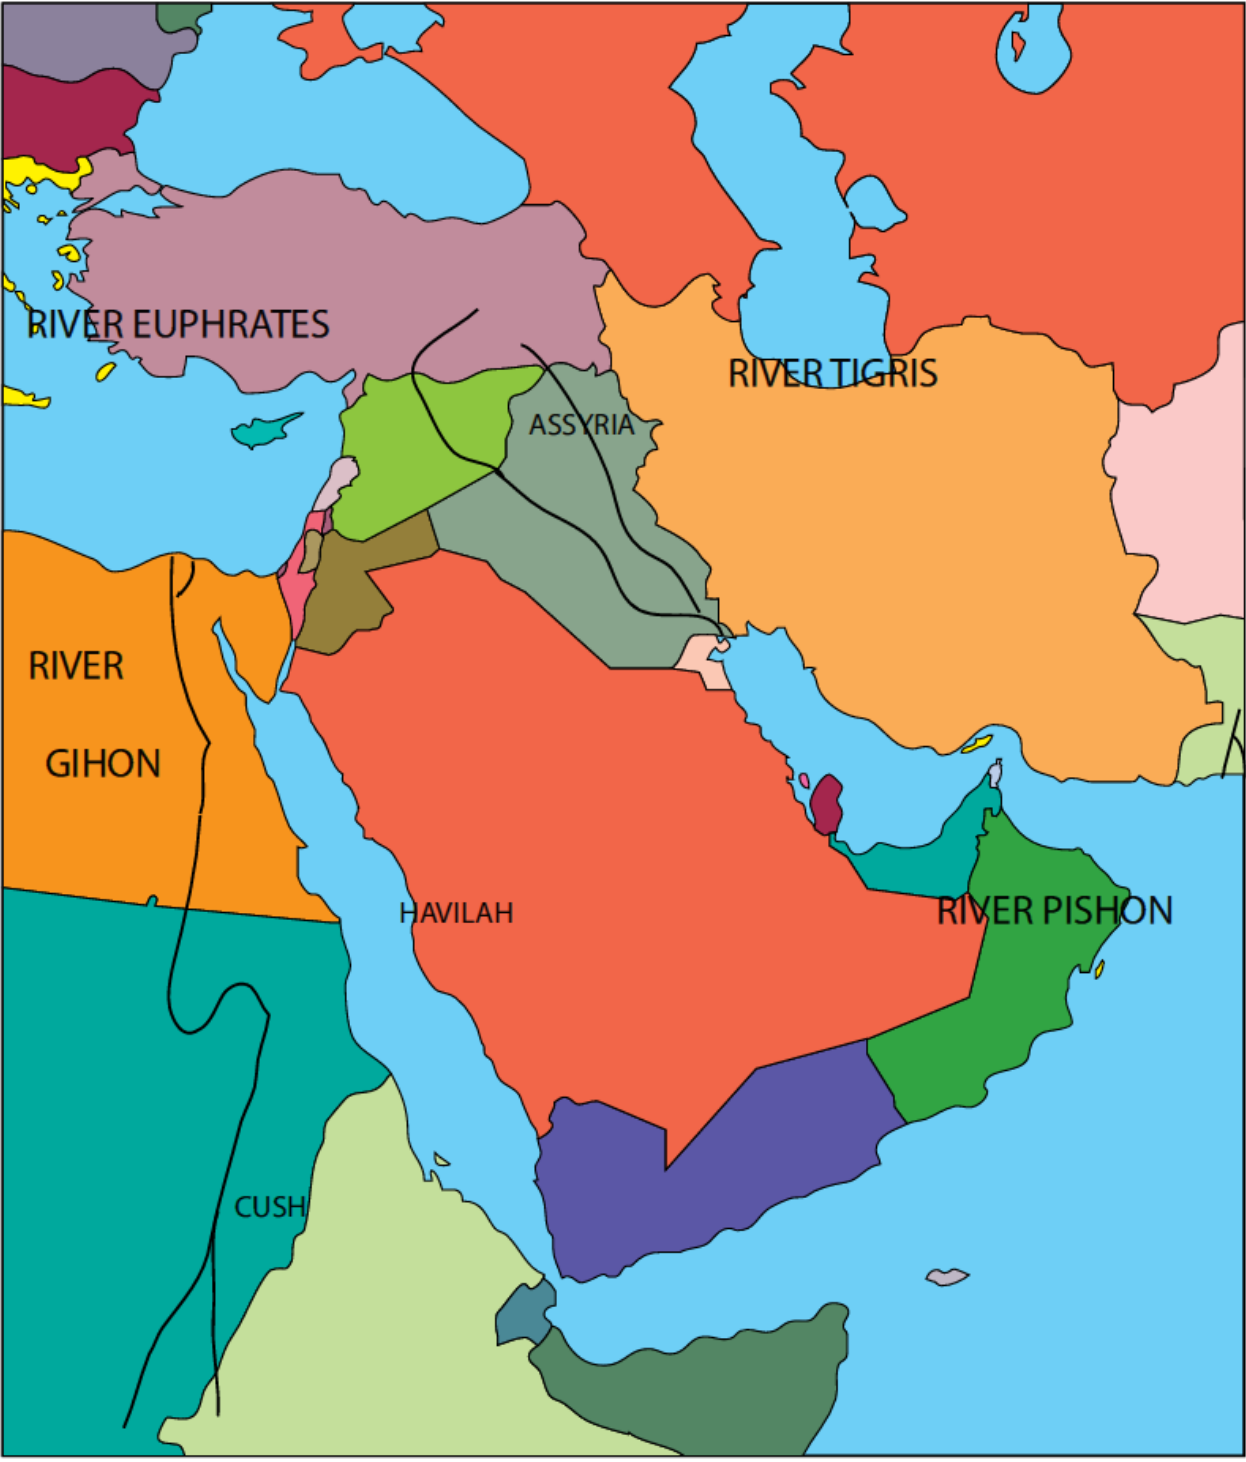 RIVER EUPHRATES
RIVER TIGRIS
ASSYRIA
RIVER
GIHON
HAVILAH
RIVER PISHON
CUSH